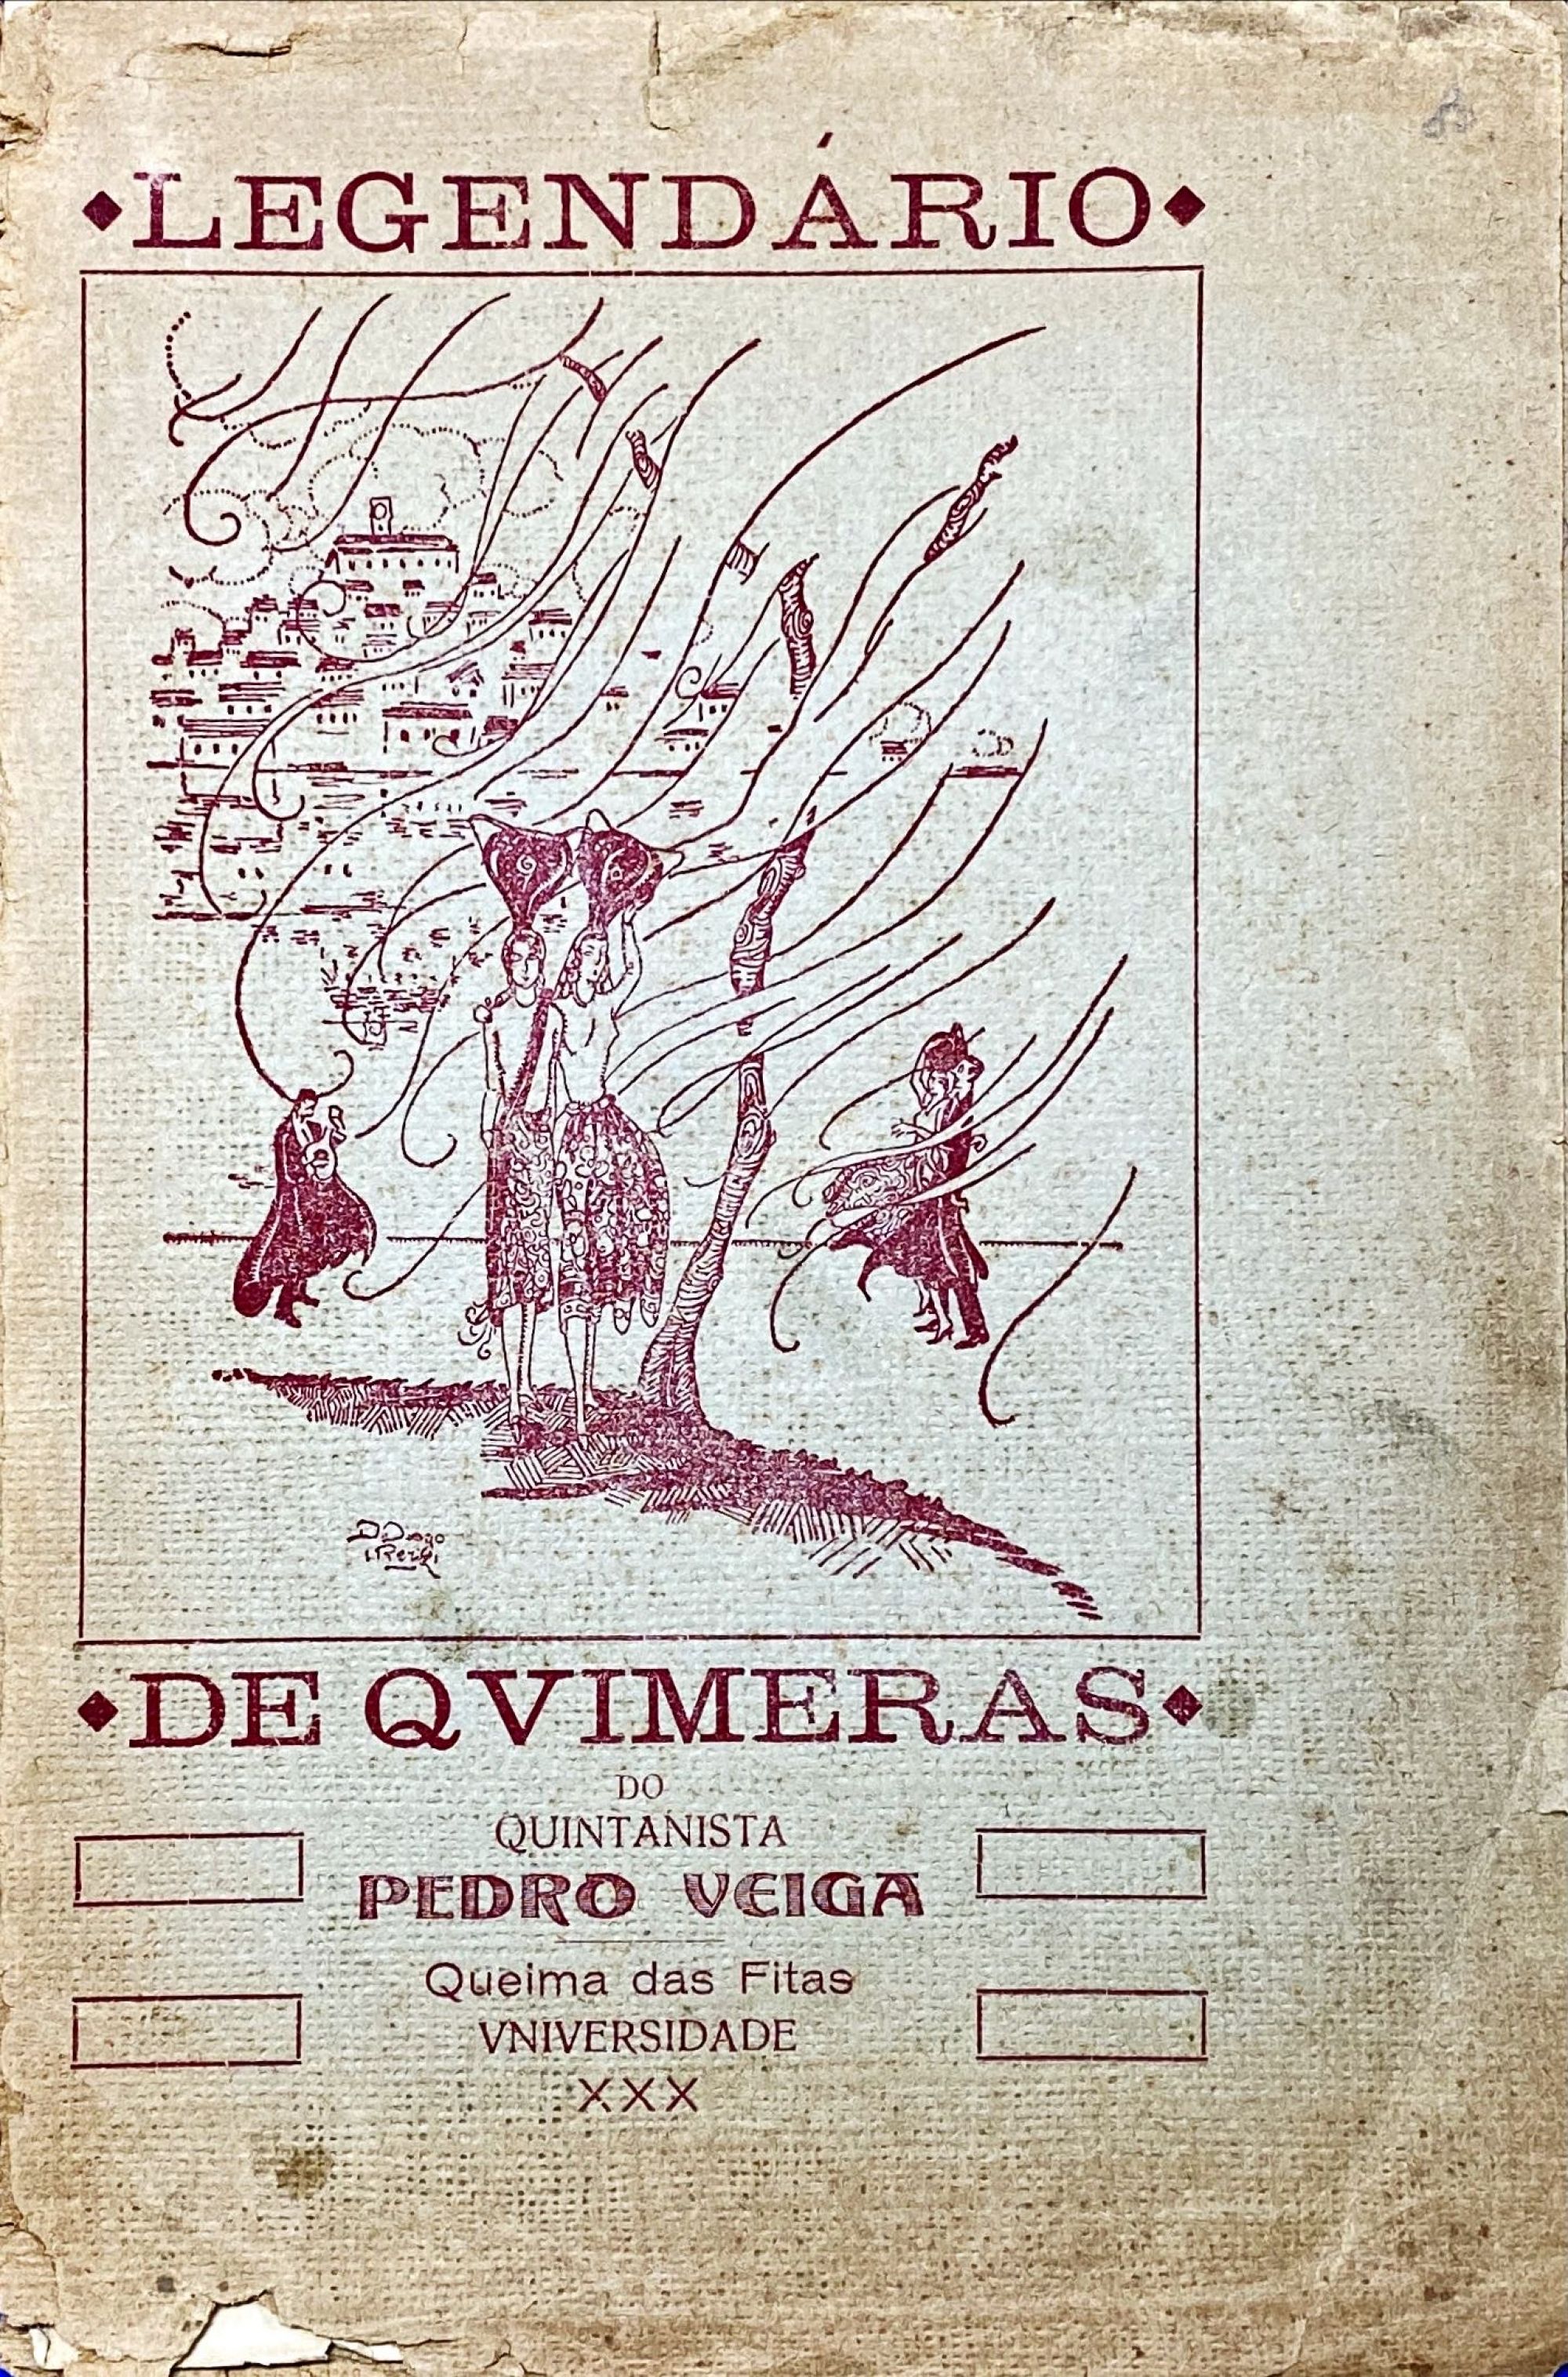 LEGENDÁRIO
DE QVIMERAS
DO
QUINTANISTA
PEDRO VEIGA
Queima das Fitas
VNIVERSIDADE
XXX